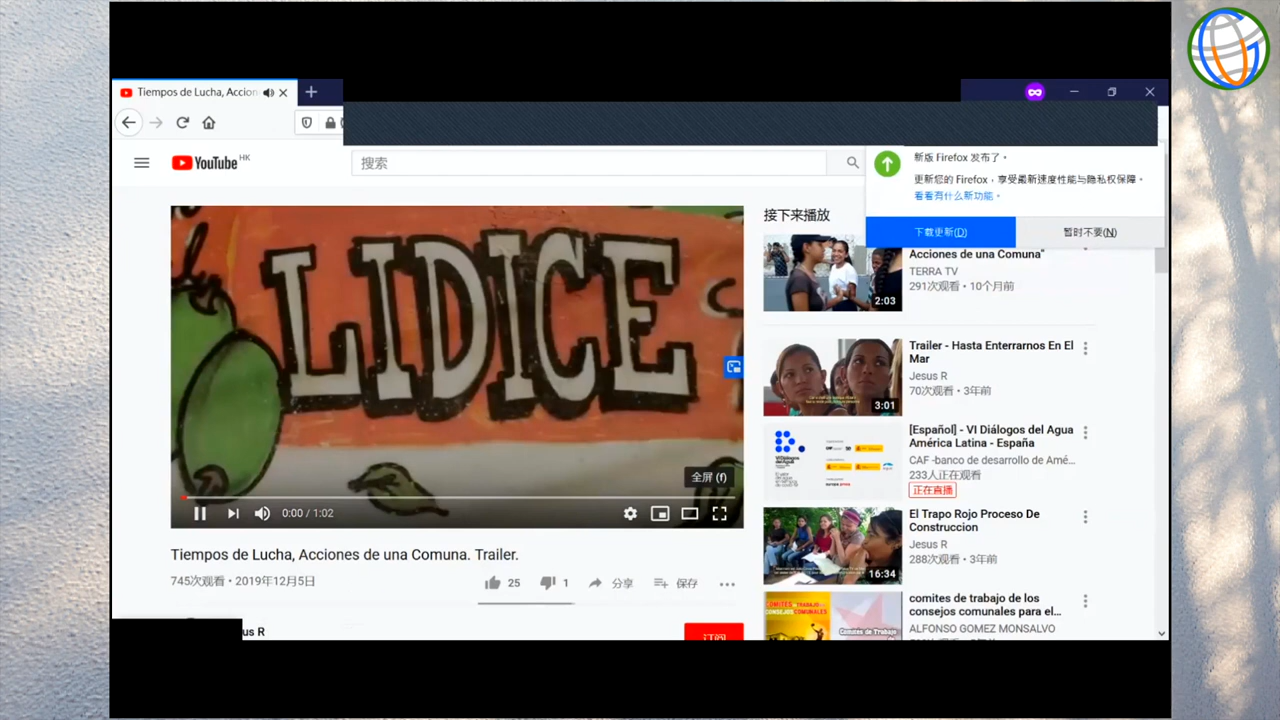 Tiempos de Lucha, Accion
YouTube HK
搜索
新版 Firefox 发布了。
更新您的 Firefox，享受最新速度性能与隐私权保障。
看看有什么新功能。
下载更新(D)
暂时不要(N)
LIDICE
全屏 (f)
0:00 / 1:02
Tiempos de Lucha, Acciones de una Comuna. Trailer.
745次观看 • 2019年12月5日
25
1
分享
保存
us R
订阅
接下来播放
Acciones de una Comuna"
TERRA TV
291次观看 • 10个月前
2:03
Trailer - Hasta Enterrarnos En El
Mar
Jesus R
70次观看 • 3年前
3:01
[Español] - VI Diálogos del Agua
América Latina - España
CAF -banco de desarrollo de Amé...
233人正在观看
正在直播
El Trapo Rojo Proceso De
Construccion
Jesus R
288次观看 • 3年前
16:34
comites de trabajo de los
consejos comunales para el...
ALFONSO GOMEZ MONSALVO